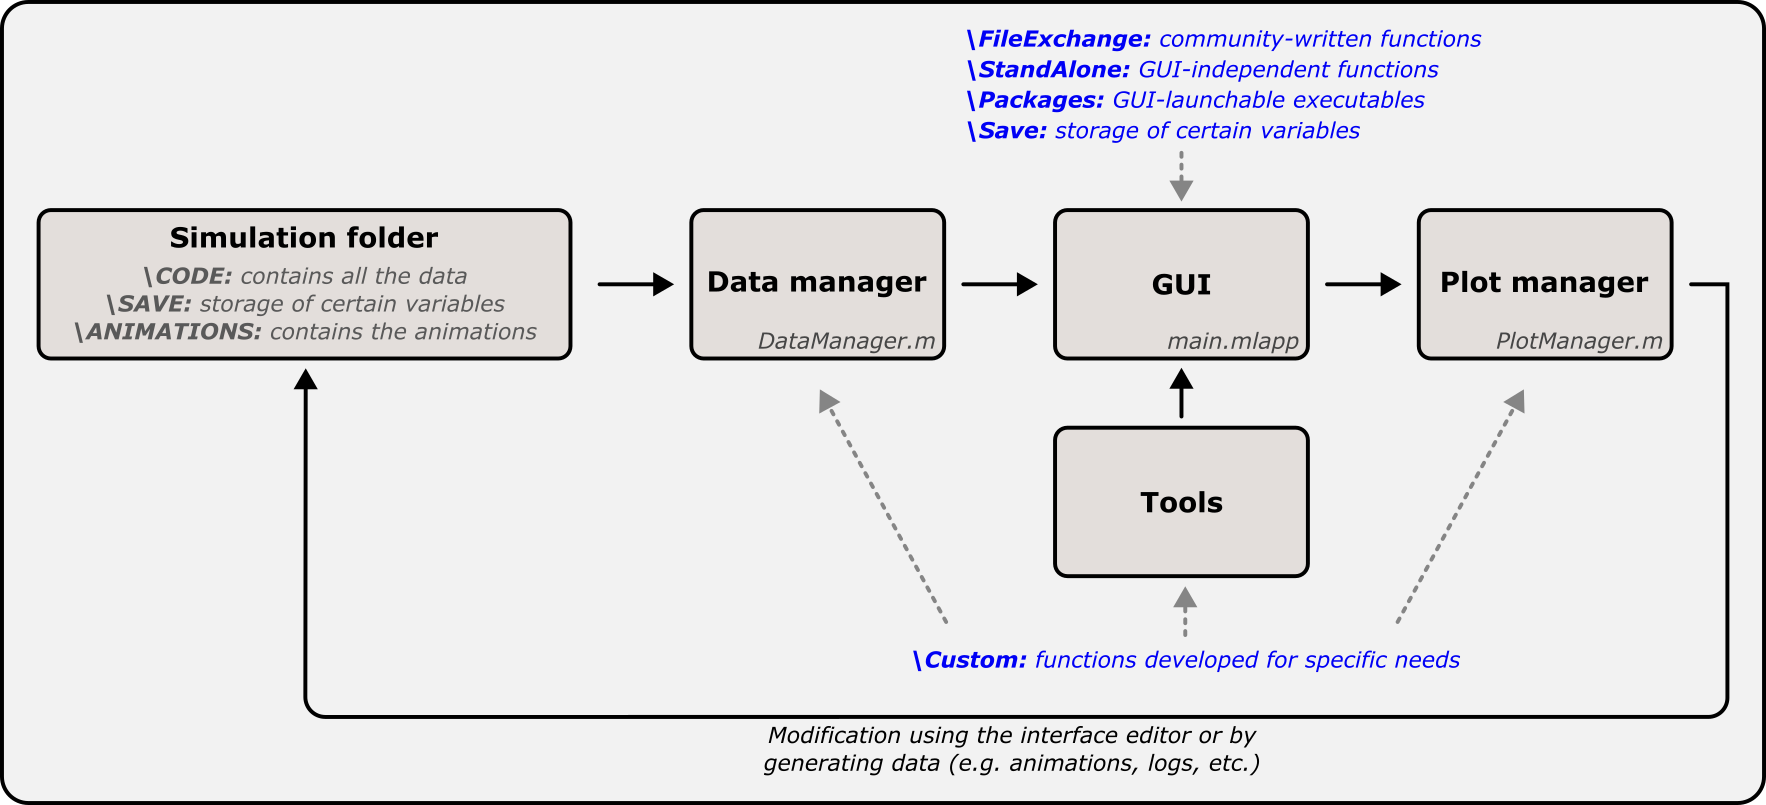 \FileExchange: community-written functions
\StandAlone: GUI-independent functions
\Packages: GUI-launchable executables
\Save: storage of certain variables
Simulation folder
\CODE: contains all the data
\SAVE: storage of certain variables
\ANIMATIONS: contains the animations
Data manager
DataManager.m
GUI
main.mlapp
Plot manager
PlotManager.m
Tools
\Custom: functions developed for specific needs
Modification using the interface editor or by
generating data (e.g. animations, logs, etc.)